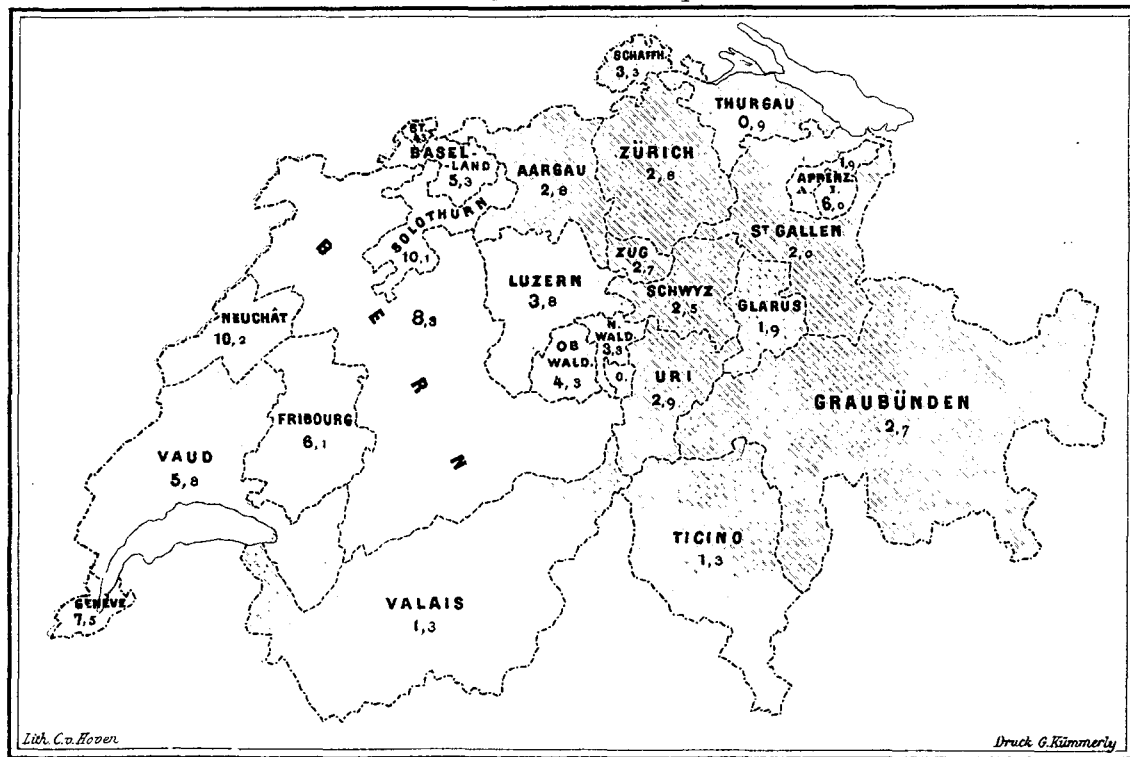 SCHAFFH.
3,3
THURGAU
0,9
ST.
4,3
BASEL-
-LAND
5,3
AARGAU
2,8
ZÜRICH
2,8
1,9
APPENZ.
A. I.
6,0
SOLOTHURN
10,1
ST GALLEN
2,0
ZUG
2,7
LUZERN
3,8
SCHWYZ
2,5
GLARUS
1,9
BERN
8,3
NEUCHÂT
10,2
N.
WALD.
3,3
OB
WALD.
4,3
O.
URI
2,9
GRAUBÜNDEN
2,7
FRIBOURG
6,1
VAUD
5,8
TICINO
1,3
GENÈVE
7,5
VALAIS
1,3
Lith. C.v. Hoven
Druck G. Kümmerly